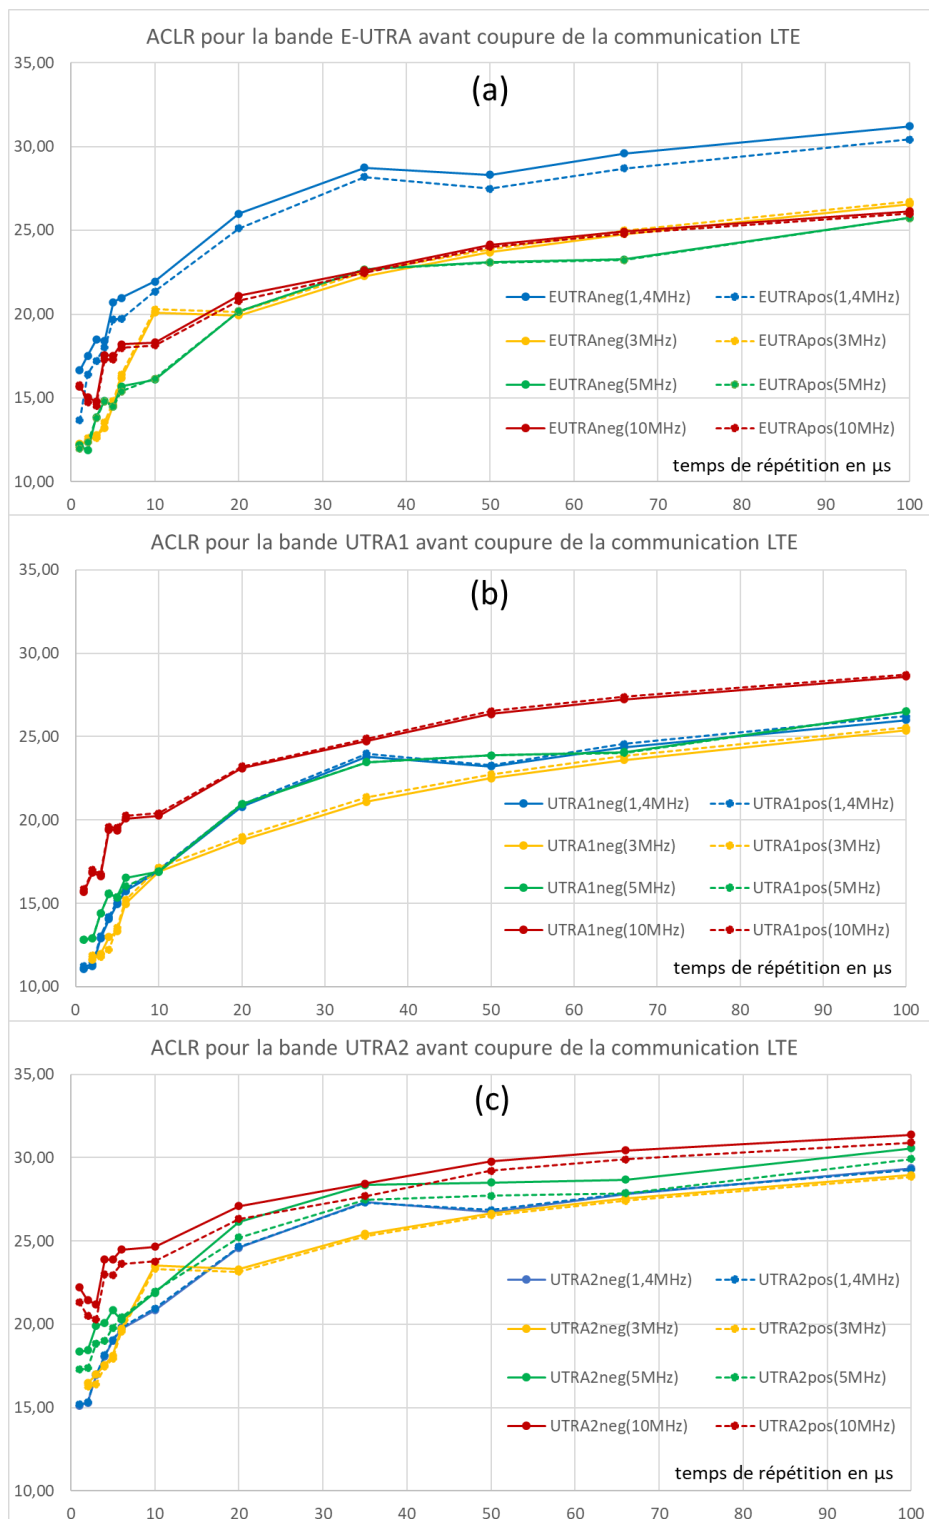 ACLR pour la bande E-UTRA avant coupure de la communication LTE
35,00
(a)
30,00
25,00
EUTRAneg(1,4MHz) EUTRApos(1,4MHz)
20,00
EUTRAneg(3MHz) EUTRApos(3MHz)
EUTRAneg(5MHz) EUTRApos(5MHz)
15,00
EUTRAneg(10MHz) EUTRApos(10MHz)
temps de répétition en µs
10,00
0 10 20 30 40 50 60 70 80 90 100
ACLR pour la bande UTRA1 avant coupure de la communication LTE
35,00
(b)
30,00
25,00
UTRA1neg(1,4MHz) UTRA1pos(1,4MHz)
20,00
UTRA1neg(3MHz) UTRA1pos(3MHz)
UTRA1neg(5MHz) UTRA1pos(5MHz)
15,00
UTRA1neg(10MHz) UTRA1pos(10MHz)
temps de répétition en µs
10,00
0 10 20 30 40 50 60 70 80 90 100
ACLR pour la bande UTRA2 avant coupure de la communication LTE
35,00
(c)
30,00
25,00
UTRA2neg(1,4MHz) UTRA2pos(1,4MHz)
20,00
UTRA2neg(3MHz) UTRA2pos(3MHz)
UTRA2neg(5MHz) UTRA2pos(5MHz)
15,00
UTRA2neg(10MHz) UTRA2pos(10MHz)
temps de répétition en µs
10,00
0 10 20 30 40 50 60 70 80 90 100